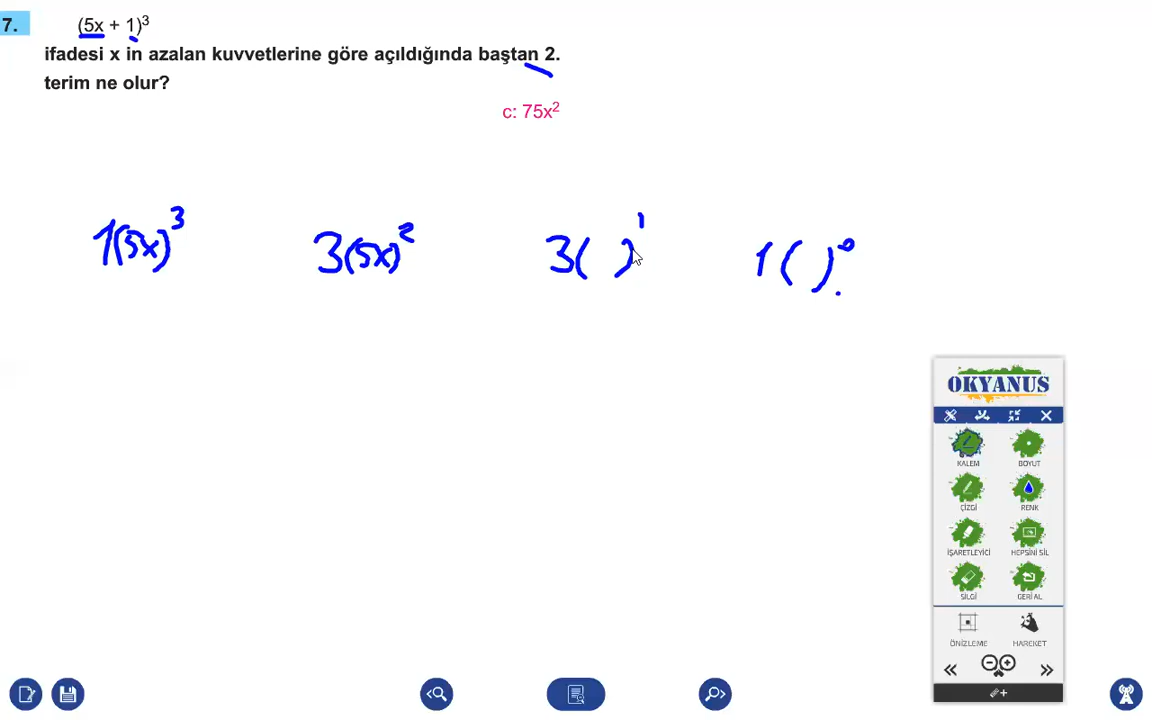 7. (5x + 1)³
ifadesi x in azalan kuvvetlerine göre açıldığında baştan 2.
terim ne olur?
c: 75x²
1(5x)³ 3(5x)² 3( )¹ 1( )⁰
OKYANUS
KALEM BOYUT
ÇİZGİ RENK
İŞARETLEYİCİ HEPSİNİ SİL
SİLGİ GERİ AL
ÖNİZLEME HAREKET